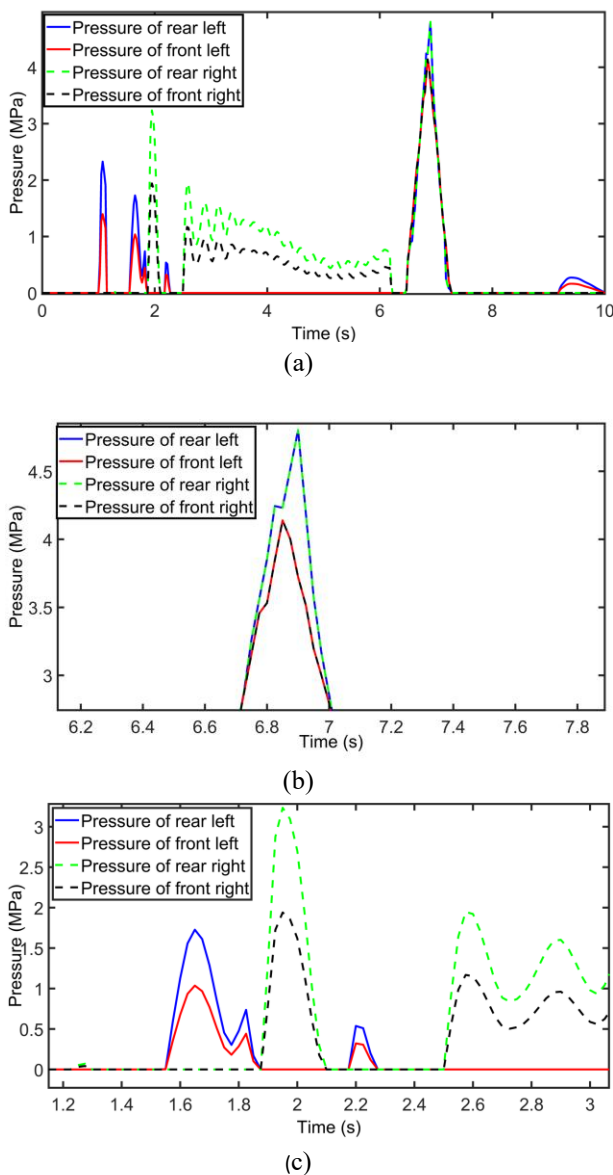 Pressure of rear left
Pressure of front left
Pressure of rear right
Pressure of front right
Pressure (MPa)
4
3
2
1
0
0 2 4 6 8 10
Time (s)
(a)
Pressure of rear left
Pressure of front left
Pressure of rear right
Pressure of front right
Pressure (MPa)
4.5
4
3.5
3
6.2 6.4 6.6 6.8 7 7.2 7.4 7.6 7.8
Time (s)
(b)
Pressure of rear left
Pressure of front left
Pressure of rear right
Pressure of front right
Pressure (MPa)
3
2.5
2
1.5
1
0.5
0
1.2 1.4 1.6 1.8 2 2.2 2.4 2.6 2.8 3
Time (s)
(c)